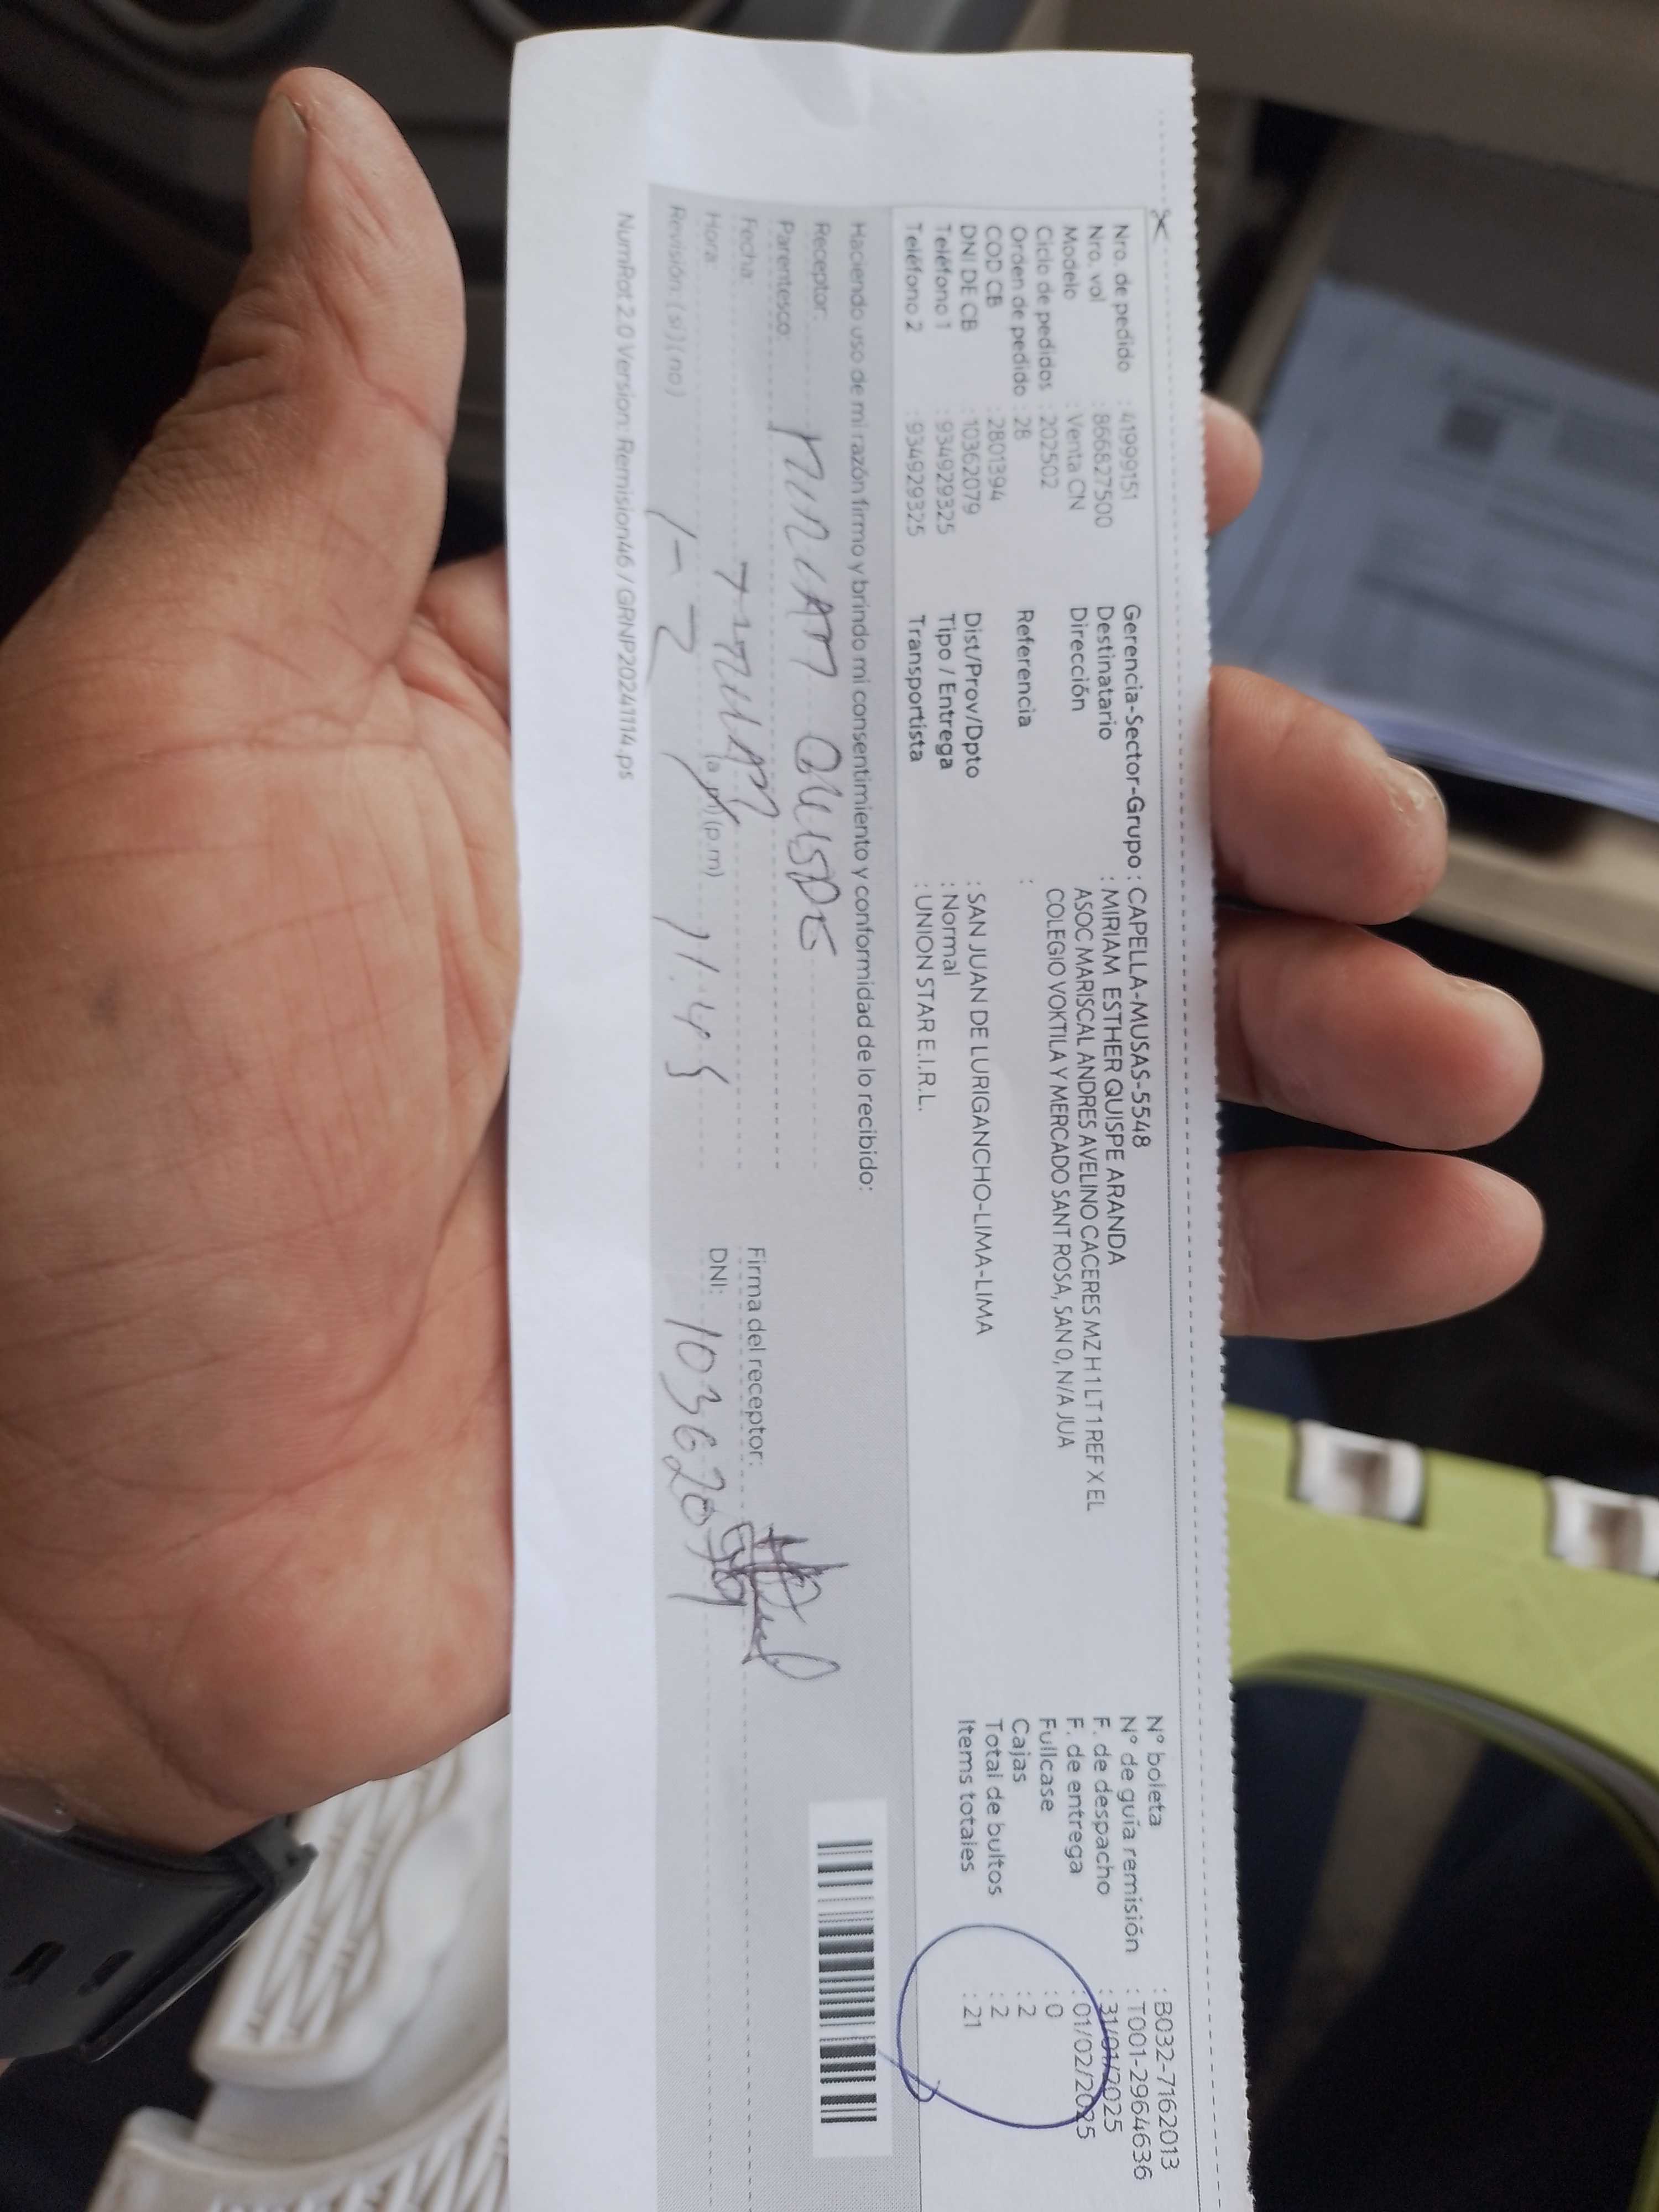 Nro. de pedido : 41999151
Nro. vol : 866827500
Modelo : Venta CN
Ciclo de pedidos : 202502
Orden de pedido : 28
COD CB : 2801394
DNI DE CB : 10362079
Teléfono 1 : 934929325
Teléfono 2 : 934929325
Gerencia-Sector-Grupo : CAPELLA-MUSAS-5548
Destinatario : MIRIAM ESTHER QUISPE ARANDA
Dirección ASOC MARISCAL ANDRES AVELINO CACERES MZ H 1 LT 1 REF X EL
COLEGIO VOKTILA Y MERCADO SANT ROSA, SAN 0, N/A JUA
Referencia :
Dist/Prov/Dpto : SAN JUAN DE LURIGANCHO-LIMA-LIMA
Tipo / Entrega : Normal
Transportista : UNION STAR E.I.R.L.
N° boleta : B032-7162013
N° de guía remisión : T001-2964636
F. de despacho : 31/01/2025
F. de entrega : 01/02/2025
Fullcase : 0
Cajas : 2
Total de bultos : 2
Items totales : 21
Haciendo uso de mi razón firmo y brindo mi consentimiento y conformidad de lo recibido:
Receptor: MIRIAM QUISPE
Parentesco:
Fecha:
Hora: (a.m) (p.m) 11.45
Revisión: (si) (no)
Firma del receptor:
DNI: 10362079
NumRot 2.0 Version: Remision46 / GRNP20241114.ps